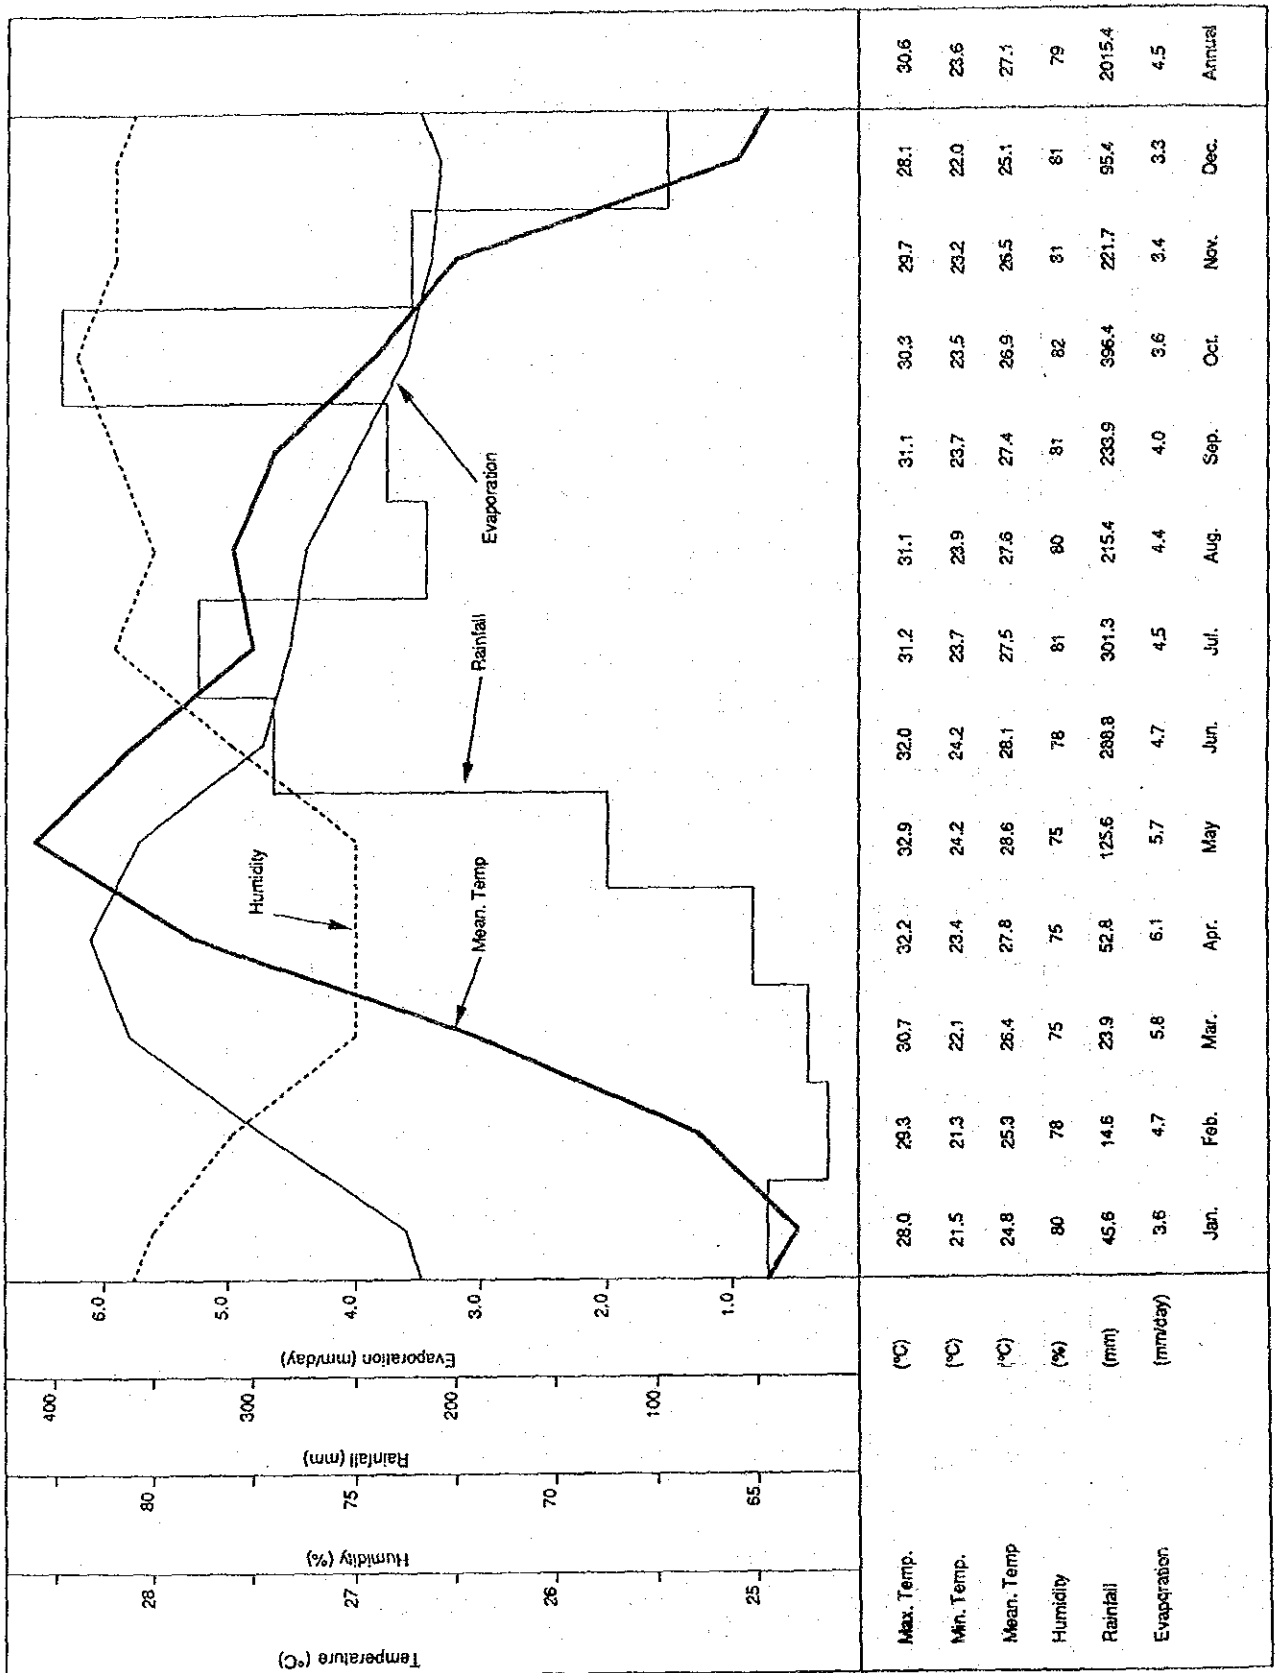 Temperature (°C)
28
27
26
25
Humidity (%)
80
75
70
65
Rainfall (mm)
400
300
200
100
Evaporation (mm/day)
6.0
5.0
4.0
3.0
2.0
1.0
Humidity
Mean. Temp
Rainfall
Evaporation
Max. Temp. (°C) 28.0 29.3 30.7 32.2 32.9 32.0 31.2 31.1 31.1 30.3 29.7 28.1 30.6
Min. Temp. (°C) 21.5 21.3 22.1 23.4 24.2 24.2 23.7 23.9 23.7 23.5 23.2 22.0 23.6
Mean. Temp (°C) 24.8 25.3 26.4 27.8 28.6 28.1 27.5 27.6 27.4 26.9 26.5 25.1 27.1
Humidity (%) 80 78 75 75 75 78 81 80 81 82 81 81 79
Rainfall (mm) 45.6 14.6 23.9 52.8 125.6 288.8 301.3 215.4 233.9 396.4 221.7 95.4 2015.4
Evaporation (mm/day) 3.6 4.7 5.8 6.1 5.7 4.7 4.5 4.4 4.0 3.6 3.4 3.3 4.5
Jan. Feb. Mar. Apr. May Jun. Jul. Aug. Sep. Oct. Nov. Dec. Annual